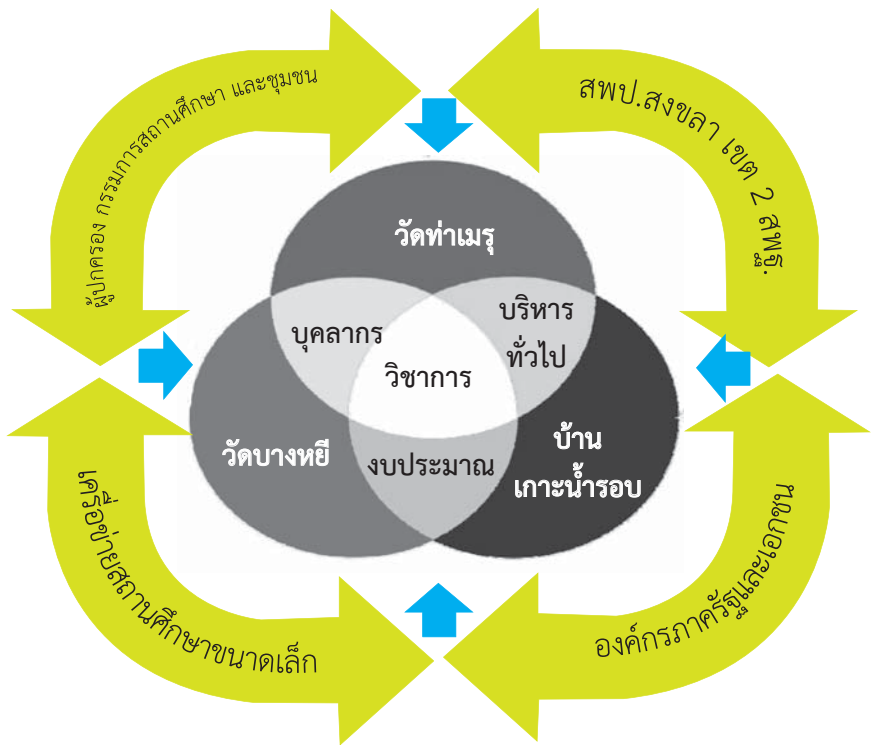 ผู้ปกครอง กรรมการสถานศึกษา และชุมชน
สพป.สงขลา เขต 2 สพฐ.
วัดท่าเมรุ
บุคลากร
บริหาร
ทั่วไป
วิชาการ
วัดบางหยี
งบประมาณ
บ้าน
เกาะน้ำรอบ
เครือข่ายสถานศึกษาขนาดเล็ก
องค์กรภาครัฐและเอกชน